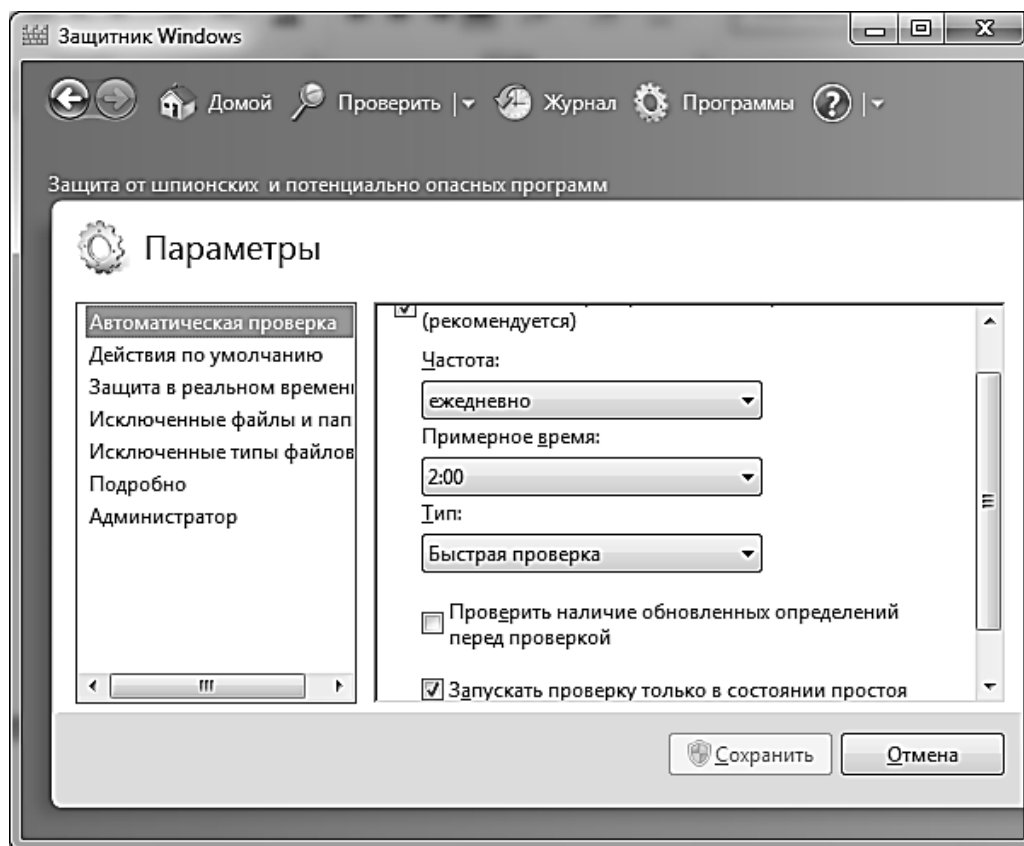 Защитник Windows
Домой Проверить Журнал Программы ?
Защита от шпионских и потенциально опасных программ
Параметры
Автоматическая проверка
Действия по умолчанию
Защита в реальном времени
Исключенные файлы и пап
Исключенные типы файлов
Подробно
Администратор
(рекомендуется)
Частота:
ежедневно
Примерное время:
2:00
Тип:
Быстрая проверка
Проверить наличие обновленных определений
перед проверкой
Запускать проверку только в состоянии простоя
Сохранить Отмена